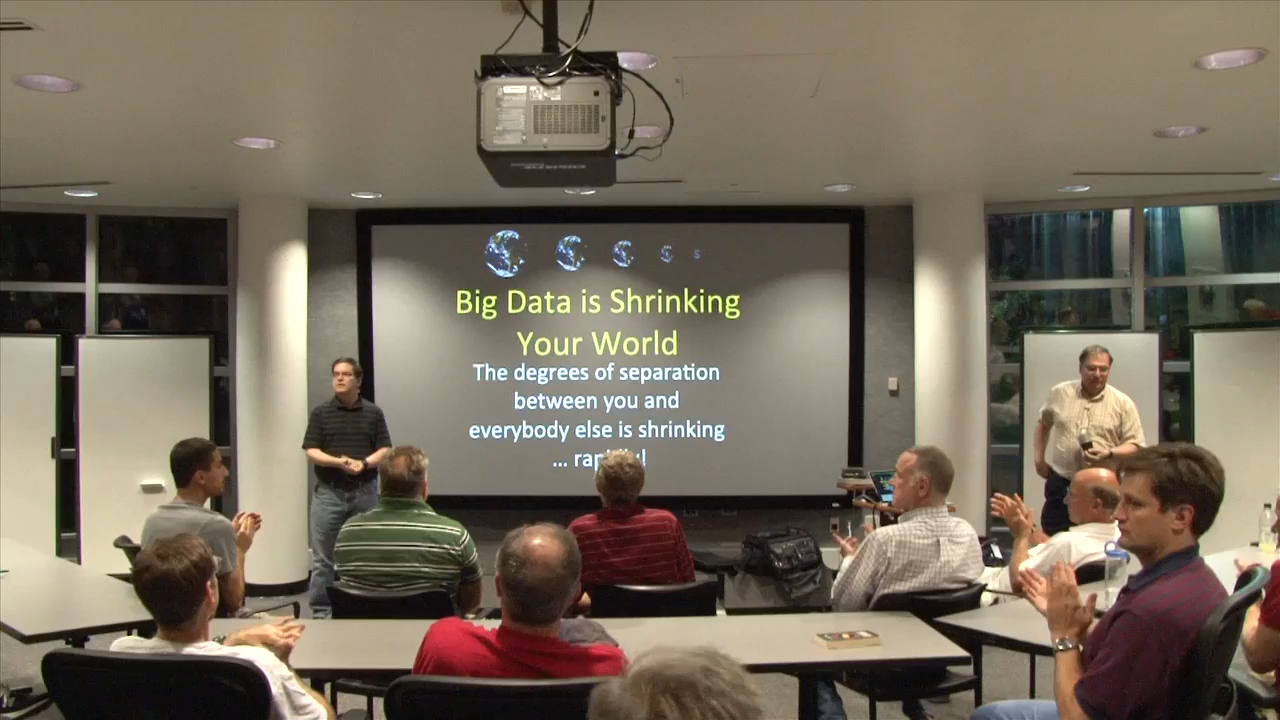 Big Data is Shrinking
Your World
The degrees of separation
between you and
everybody else is shrinking
...